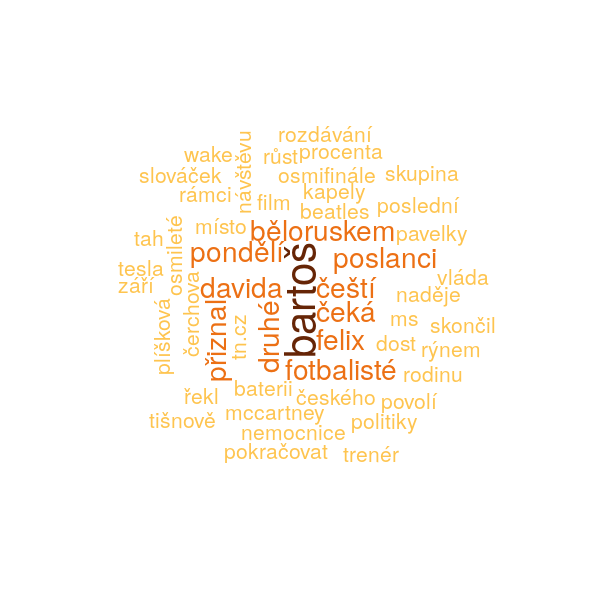 rozdávání
wake
růst
procenta
návštěvu
slováček
osmifinále
skupina
rámci
film
kapely
beatles
poslední
místo
běloruskem
pavelky
tah
osmileté
pondělí
poslanci
tesla
září
čerchova
davida
bartoš
čeští
vláda
naděje
plíšková
přiznal
tn.cz
druhé
čeká
ms
skončil
felix
dost
rýnem
fotbalisté
rodinu
řekl
baterii
českého
povolí
tišnově
mccartney
politiky
nemocnice
pokračovat
trenér